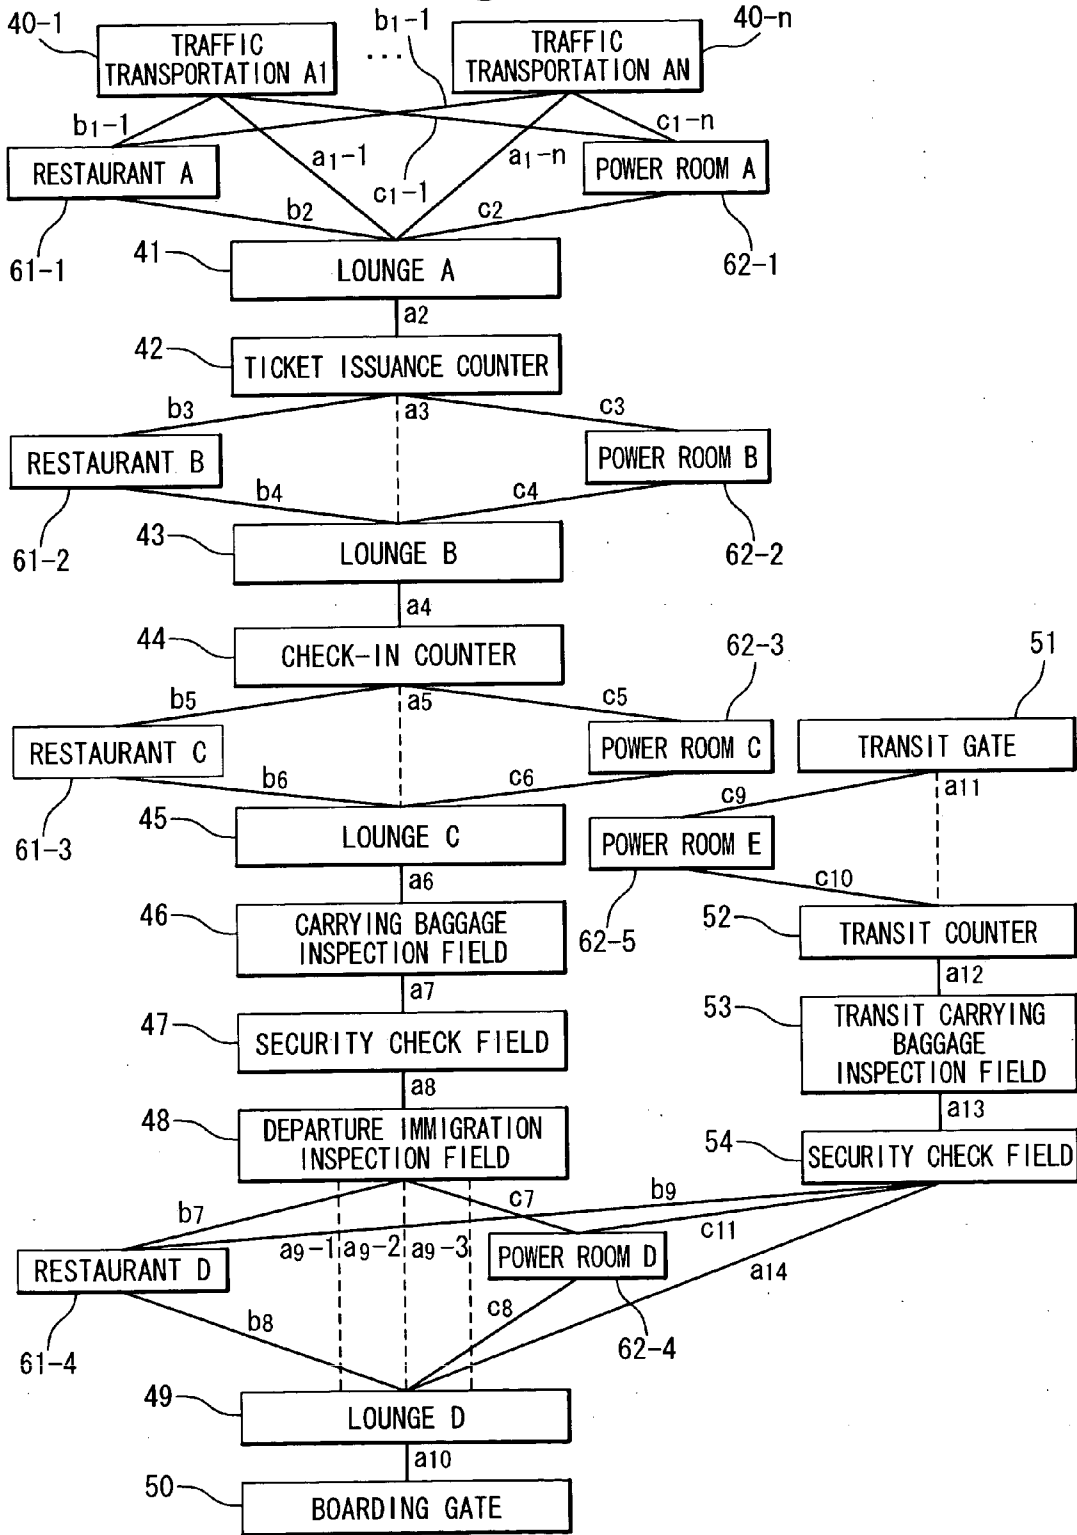 40-1
TRAFFIC
TRANSPORTATION A1
...
b1-1
TRAFFIC
TRANSPORTATION AN
40-n
b1-1
a1-1
c1-1
a1-n
c1-n
RESTAURANT A
POWER ROOM A
61-1
b2
c2
62-1
41
LOUNGE A
a2
42
TICKET ISSUANCE COUNTER
b3
a3
c3
RESTAURANT B
POWER ROOM B
61-2
b4
c4
62-2
43
LOUNGE B
a4
44
CHECK-IN COUNTER
62-3
51
b5
a5
c5
RESTAURANT C
POWER ROOM C
TRANSIT GATE
61-3
b6
c6
c9
a11
45
LOUNGE C
POWER ROOM E
a6
c10
62-5
46
CARRYING BAGGAGE
INSPECTION FIELD
52
TRANSIT COUNTER
a7
a12
47
SECURITY CHECK FIELD
53
TRANSIT CARRYING
BAGGAGE
INSPECTION FIELD
a8
a13
48
DEPARTURE IMMIGRATION
INSPECTION FIELD
54
SECURITY CHECK FIELD
b7
c7
b9
a9-1
a9-2
a9-3
c11
a14
RESTAURANT D
POWER ROOM D
61-4
b8
c8
62-4
49
LOUNGE D
a10
50
BOARDING GATE